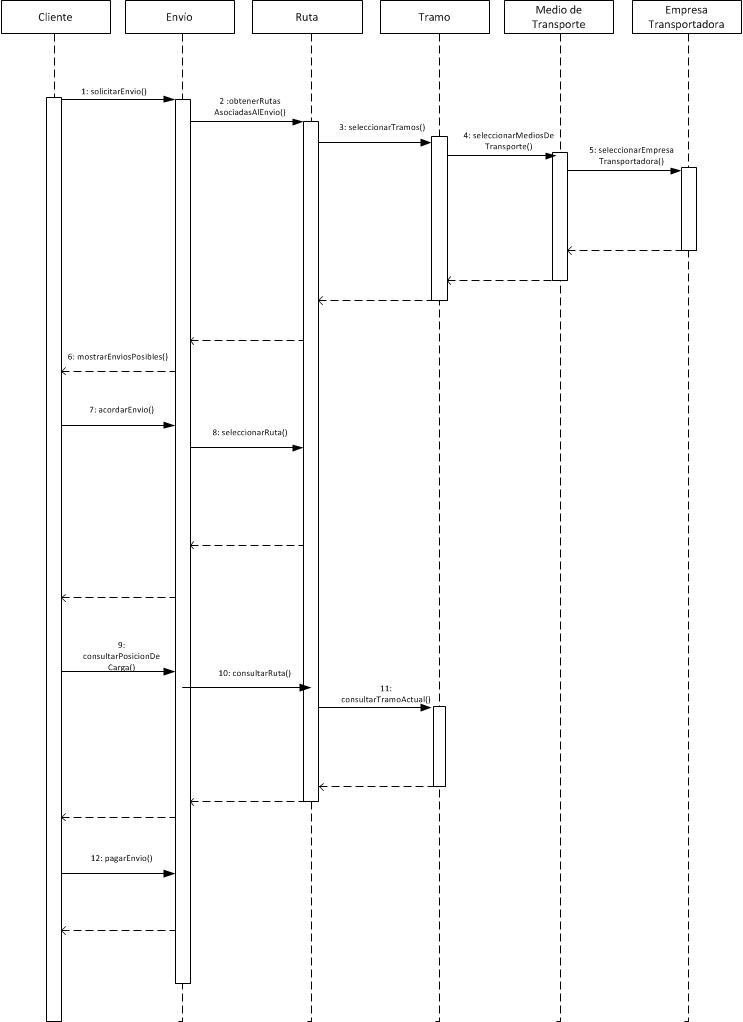 Cliente
Envío
Ruta
Tramo
Medio de
Transporte
Empresa
Transportadora
1: solicitarEnvio()
2 :obtenerRutas
AsociadasAlEnvio()
3: seleccionarTramos()
4: seleccionarMediosDe
Transporte()
5: seleccionarEmpresa
Transportadora()
6: mostrarEnviosPosibles()
7: acordarEnvio()
8: seleccionarRuta()
9:
consultarPosicionDe
Carga()
10: consultarRuta()
11:
consultarTramoActual()
12: pagarEnvio()